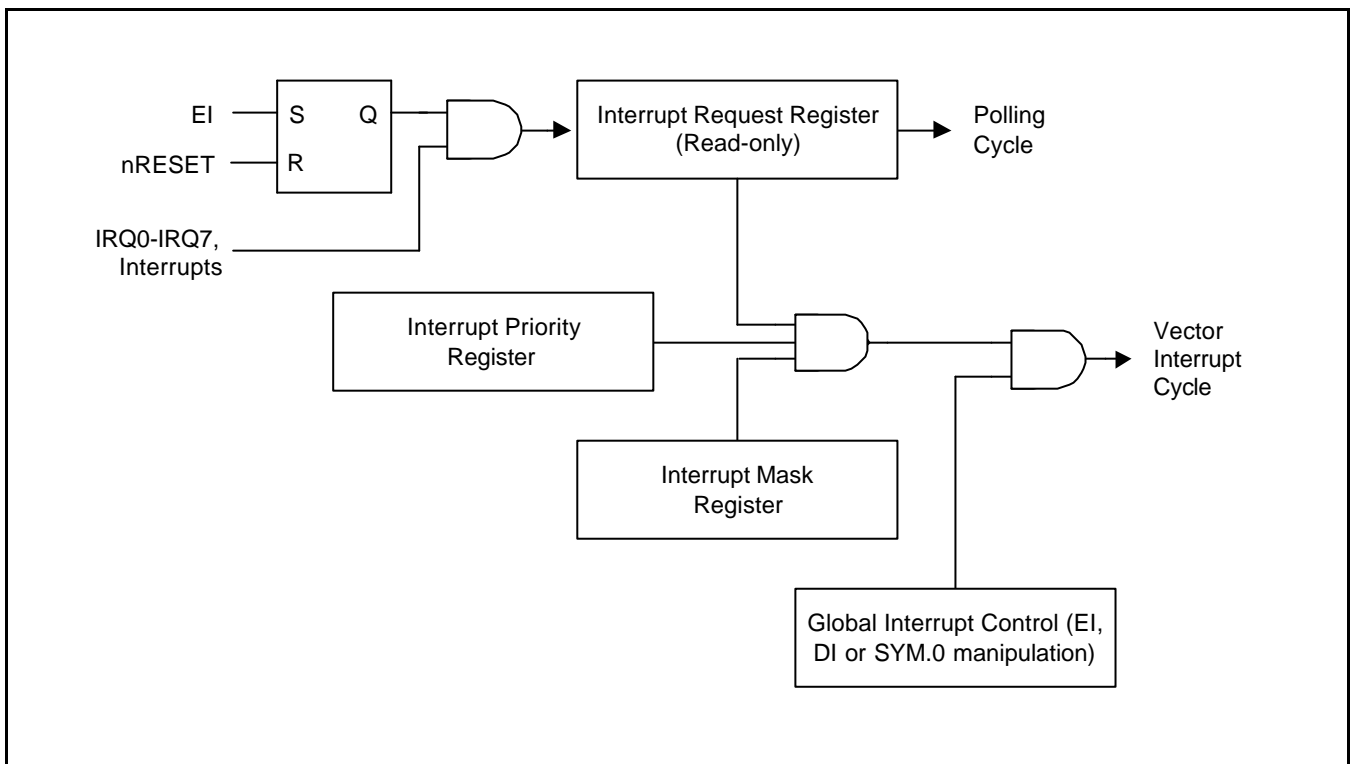 EI
S
Q
nRESET
R
IRQ0-IRQ7,
Interrupts
Interrupt Request Register
(Read-only)
Polling
Cycle
Interrupt Priority
Register
Vector
Interrupt
Cycle
Interrupt Mask
Register
Global Interrupt Control (EI,
DI or SYM.0 manipulation)